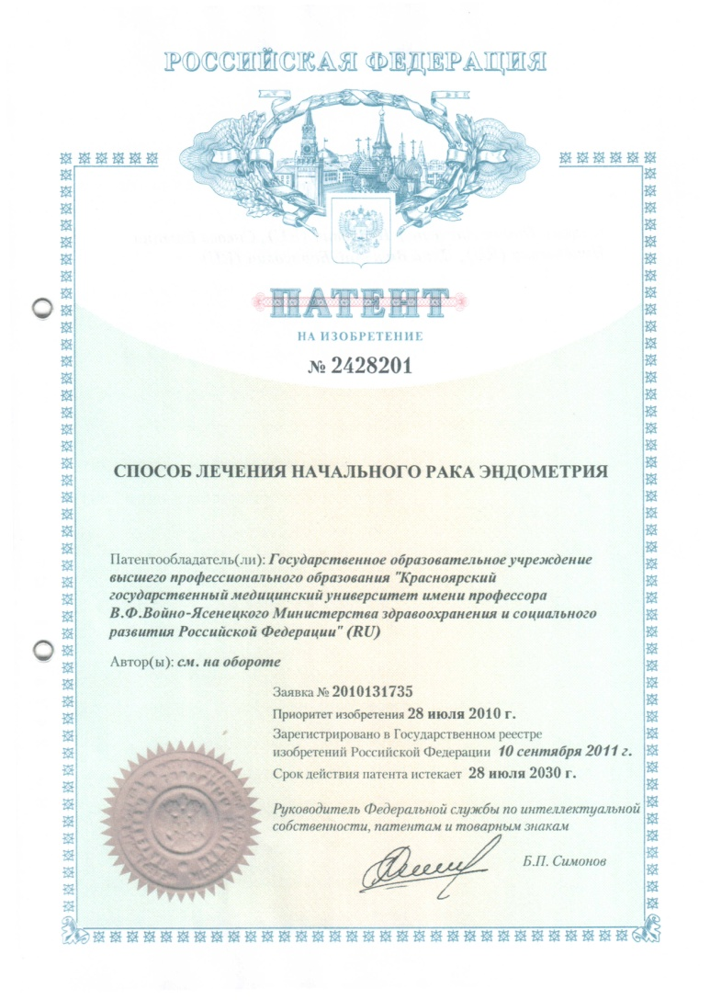 РОССИЙСКАЯ ФЕДЕРАЦИЯ
ПАТЕНТ
НА ИЗОБРЕТЕНИЕ
№ 2428201
СПОСОБ ЛЕЧЕНИЯ НАЧАЛЬНОГО РАКА ЭНДОМЕТРИЯ
Патентообладатель(ли): Государственное образовательное учреждение
высшего профессионального образования "Красноярский
государственный медицинский университет имени профессора
В.Ф.Войно-Ясенецкого Министерства здравоохранения и социального
развития Российской Федерации" (RU)
Автор(ы): см. на обороте
Заявка № 2010131735
Приоритет изобретения 28 июля 2010 г.
Зарегистрировано в Государственном реестре
изобретений Российской Федерации 10 сентября 2011 г.
Срок действия патента истекает 28 июля 2030 г.
Руководитель Федеральной службы по интеллектуальной
собственности, патентам и товарным знакам
Б.П. Симонов